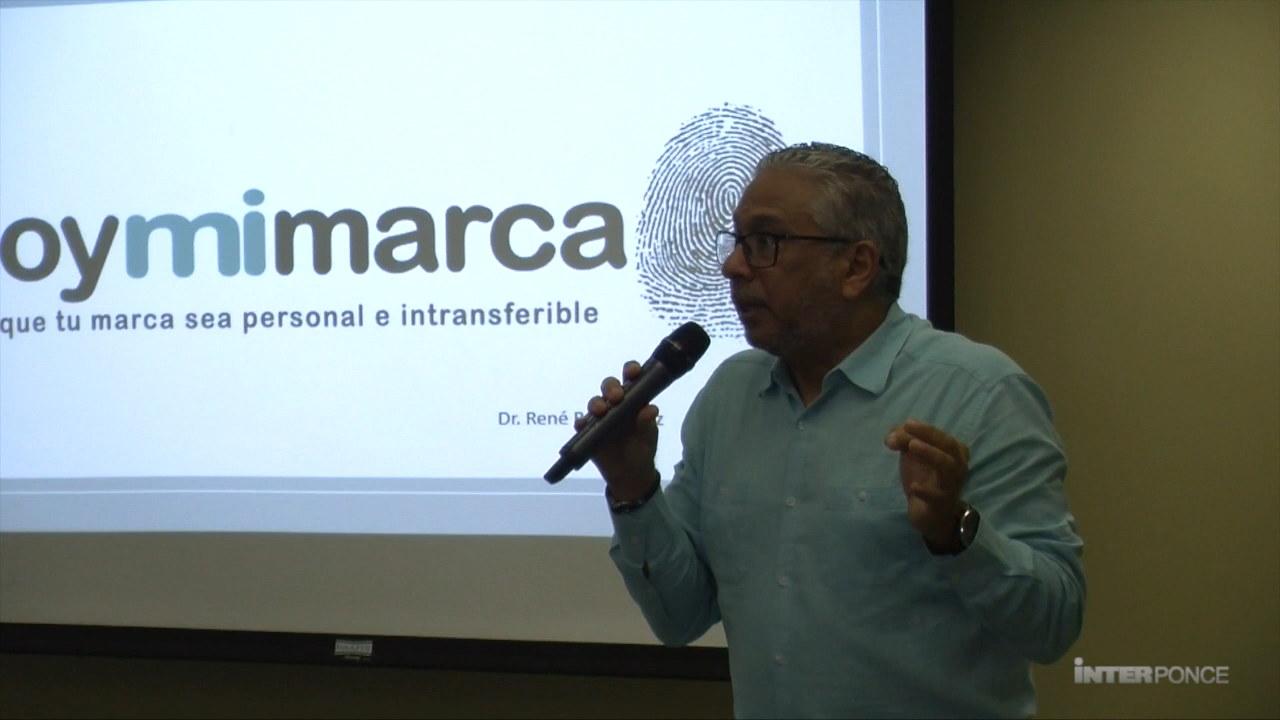 oymimarca
que tu marca sea personal e intransferible
Dr. René
INTERPONCE